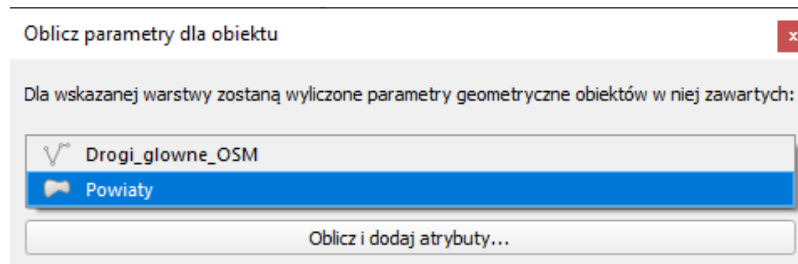 Oblicz parametry dla obiektu
x
Dla wskazanej warstwy zostaną wyliczone parametry geometryczne obiektów w niej zawartych:
Drogi_glowne_OSM
Powiaty
Oblicz i dodaj atrybuty...